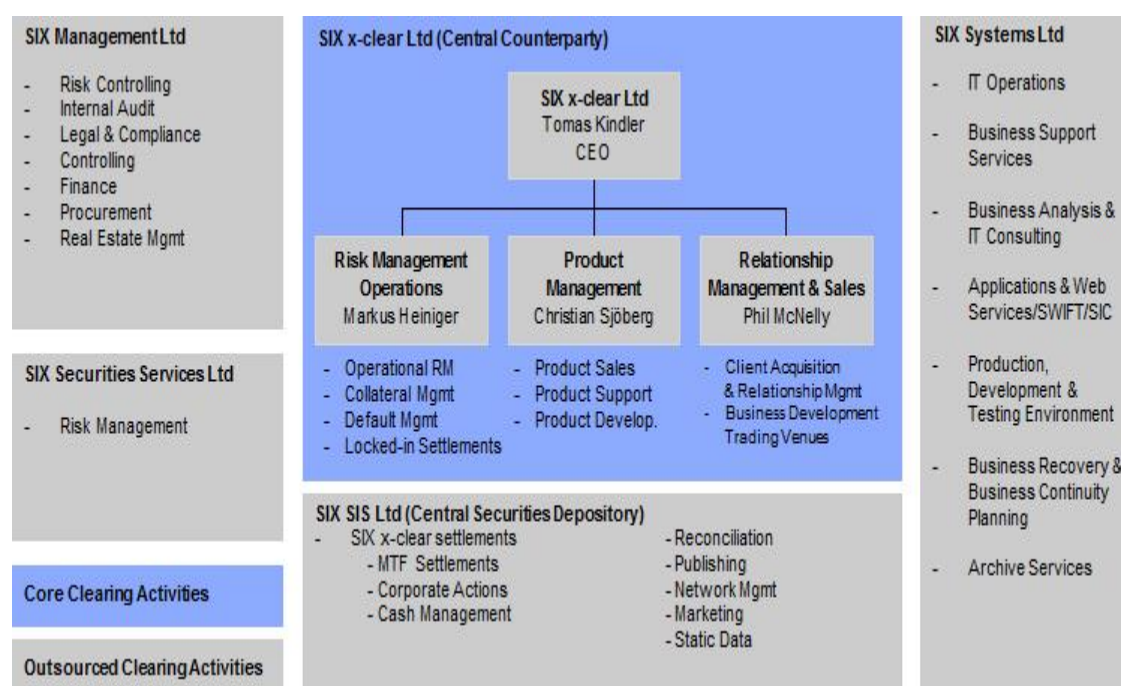 SIX Management Ltd
- Risk Controlling
- Internal Audit
- Legal & Compliance
- Controlling
- Finance
- Procurement
- Real Estate Mgmt
SIX Securities Services Ltd
- Risk Management
Core Clearing Activities
Outsourced Clearing Activities
SIX x-clear Ltd (Central Counterparty)
SIX x-clear Ltd
Tomas Kindler
CEO
Risk Management
Operations
Markus Heiniger
- Operational RM
- Collateral Mgmt
- Default Mgmt
- Locked-in Settlements
Product
Management
Christian Sjöberg
- Product Sales
- Product Support
- Product Develop.
Relationship
Management & Sales
Phil McNelly
- Client Acquisition
& Relationship Mgmt
- Business Development
Trading Venues
SIX SIS Ltd (Central Securities Depository)
- SIX x-clear settlements
- MTF Settlements
- Corporate Actions
- Cash Management
- Reconciliation
- Publishing
- Network Mgmt
- Marketing
- Static Data
SIX Systems Ltd
- IT Operations
- Business Support
Services
- Business Analysis &
IT Consulting
- Applications & Web
Services/SWIFT/SIC
- Production,
Development &
Testing Environment
- Business Recovery &
Business Continuity
Planning
- Archive Services